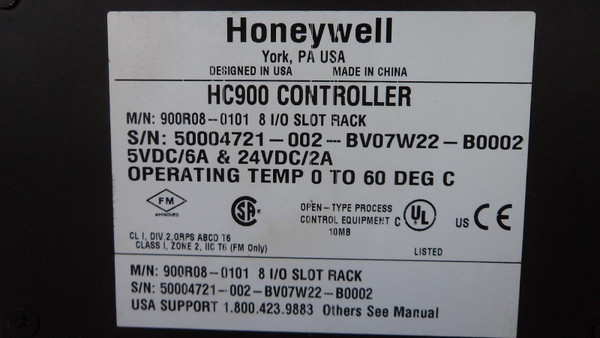 Honeywell
York, PA USA
DESIGNED IN USA MADE IN CHINA
HC900 CONTROLLER
M/N: 900R08-0101 8 I/O SLOT RACK
S/N: 50004721-002-BV07W22-B0002
5VDC/6A & 24VDC/2A
OPERATING TEMP 0 TO 60 DEG C
FM
APPROVED
SA
OPEN-TYPE PROCESS
CONTROL EQUIPMENT
10MB
C UL US CE
CL I, DIV.2, GRPS ABCD T6
CLASS I, ZONE 2, IIC T6 (FM Only)
LISTED
M/N: 900R08-0101 8 I/O SLOT RACK
S/N: 50004721-002-BV07W22-B0002
USA SUPPORT 1.800.423.9883 Others See Manual